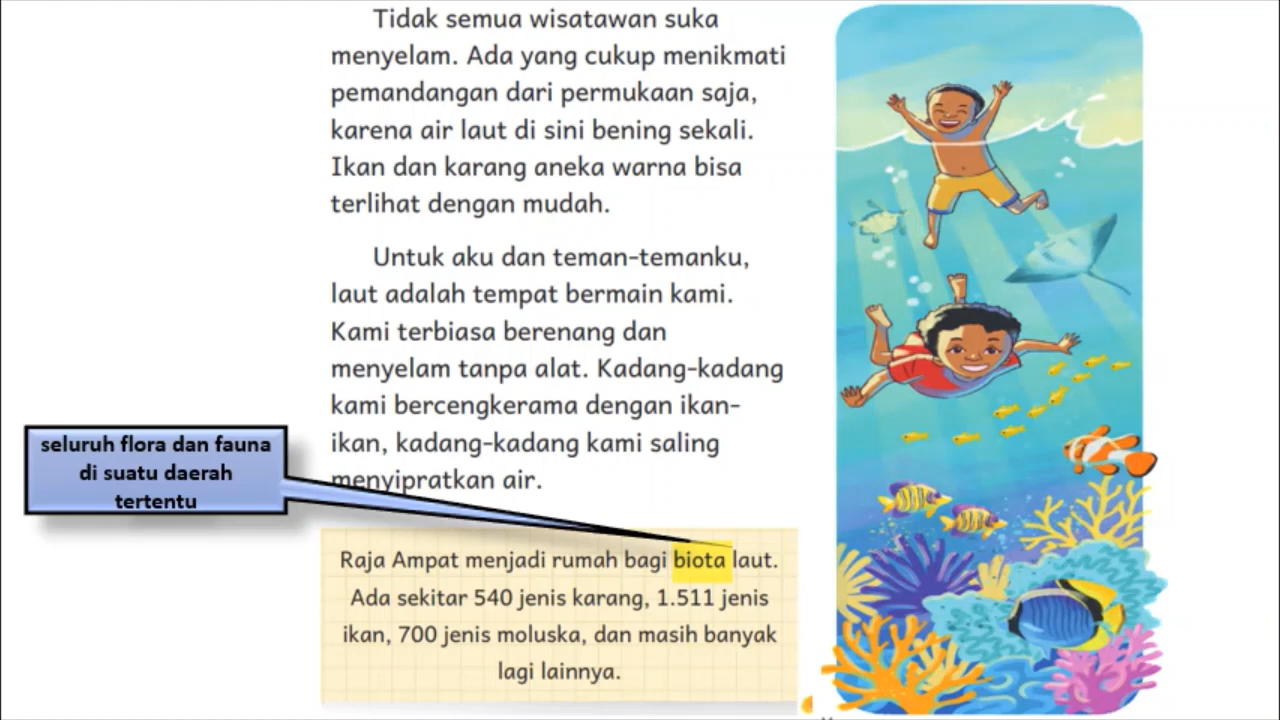 Tidak semua wisatawan suka
menyelam. Ada yang cukup menikmati
pemandangan dari permukaan saja,
karena air laut di sini bening sekali.
Ikan dan karang aneka warna bisa
terlihat dengan mudah.
Untuk aku dan teman-temanku,
laut adalah tempat bermain kami.
Kami terbiasa berenang dan
menyelam tanpa alat. Kadang-kadang
kami bercengkerama dengan ikan-
ikan, kadang-kadang kami saling
menyipratkan air.
seluruh flora dan fauna
di suatu daerah
tertentu
Raja Ampat menjadi rumah bagi biota laut.
Ada sekitar 540 jenis karang, 1.511 jenis
ikan, 700 jenis moluska, dan masih banyak
lagi lainnya.